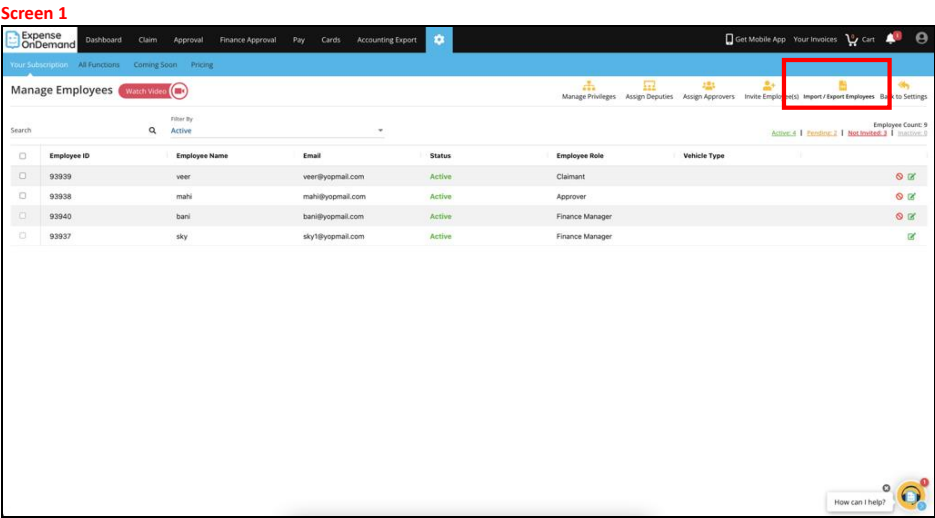 Screen 1
Expense OnDemand Dashboard Claim Approval Finance Approval Pay Cards Accounting Export Get Mobile App Your Invoices Cart
Your Subscription All Functions Coming Soon Pricing
Manage Employees Watch Video Manage Privileges Assign Deputies Assign Approvers Invite Employee(s) Import / Export Employees Back to Settings
Search Filter By Active Employee Count: 9
Active: 4 | Pending: 2 | Not Invited: 3 | Inactive: 0
Employee ID Employee Name Email Status Employee Role Vehicle Type
93939 veer veer@yopmail.com Active Claimant
93938 mahi mahi@yopmail.com Active Approver
93940 bani bani@yopmail.com Active Finance Manager
93937 sky sky1@yopmail.com Active Finance Manager
How can I help?